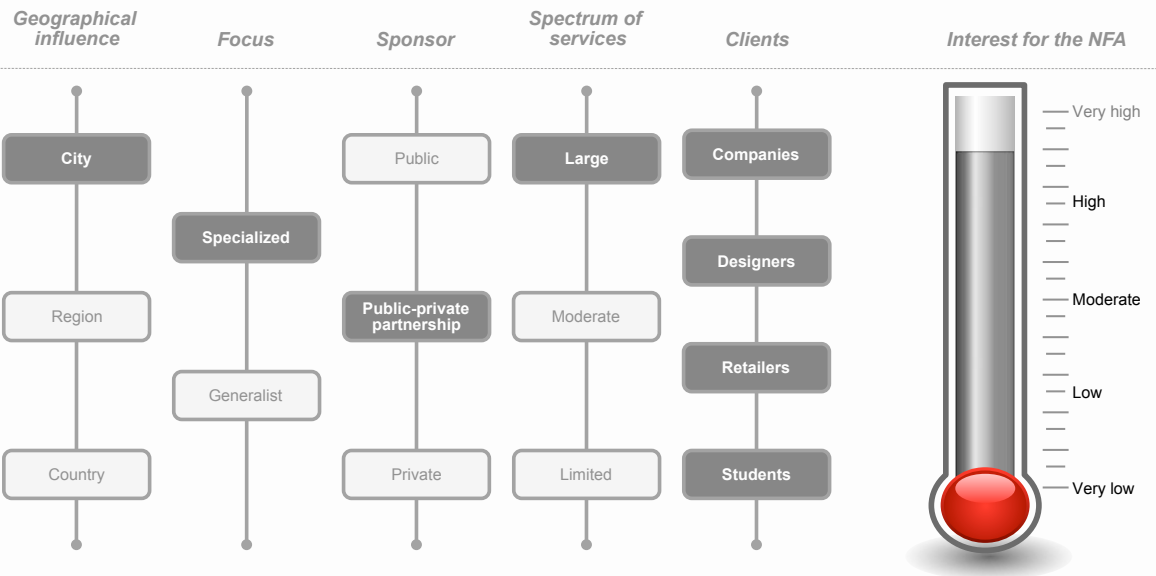 Geographical
influence
Focus
Sponsor
Spectrum of
services
Clients
Interest for the NFA
City
Region
Country
Specialized
Generalist
Public
Public-private
partnership
Private
Large
Moderate
Limited
Companies
Designers
Retailers
Students
Very high
High
Moderate
Low
Very low